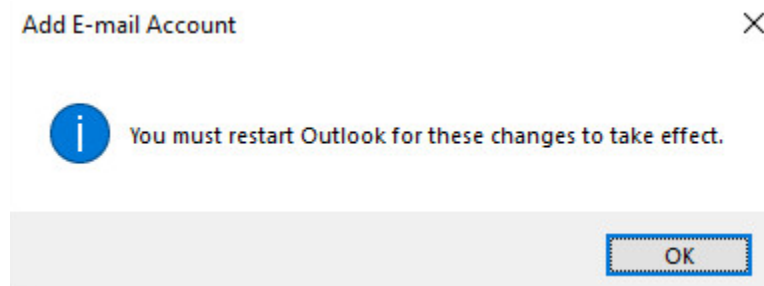 Add E-mail Account
You must restart Outlook for these changes to take effect.
OK